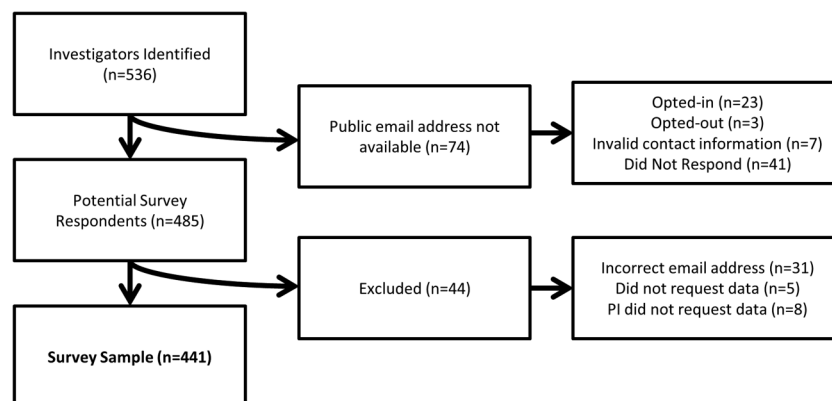 Investigators Identified
(n=536)
Public email address not
available (n=74)
Opted-in (n=23)
Opted-out (n=3)
Invalid contact information (n=7)
Did Not Respond (n=41)
Potential Survey
Respondents (n=485)
Excluded (n=44)
Incorrect email address (n=31)
Did not request data (n=5)
PI did not request data (n=8)
Survey Sample (n=441)